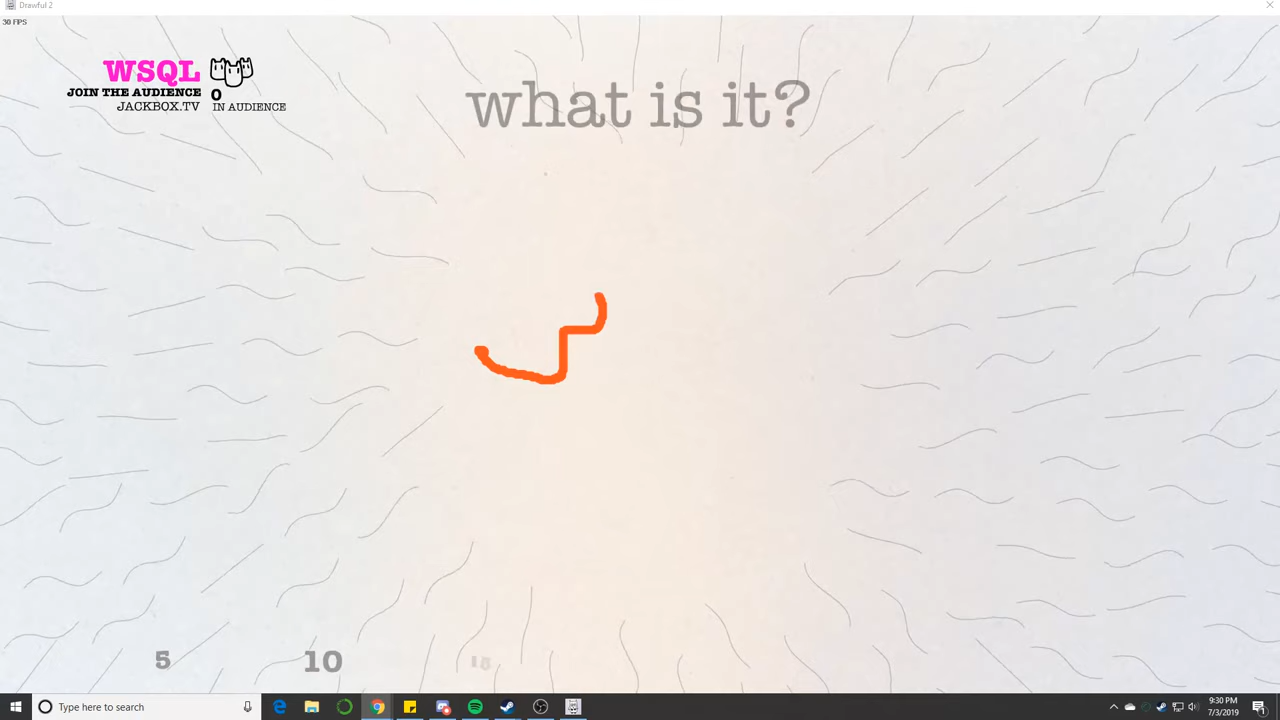 Drawful 2
30 FPS
WSQL
JOIN THE AUDIENCE
JACKBOX.TV
0
IN AUDIENCE
what is it?
5
10
15
Type here to search
9:30 PM
7/3/2019
1